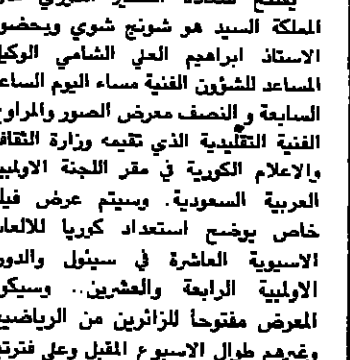 المملكة السيد هو شونج شوي ويحضو
الاستاذ ابراهيم العلي الشامي الوكيل
المساعد للشؤون الفنية مساء اليوم الساعة
السابعة والنصف معرض الصور والمراوح
الفنية التقليدية الذي تقيمه وزارة الثقافة
والاعلام الكورية في مقر اللجنة الاولمبية
العربية السعودية. وسيتم عرض فيلم
خاص يوضح استعداد كوريا للالعاب
الاسيوية العاشرة في سيئول والدورة
الاولمبية الرابعة والعشرين.. وسيكون
المعرض مفتوحاً للزائرين من الرياضيين
وغيرهم طوال الاسبوع المقبل وعلى فترتين